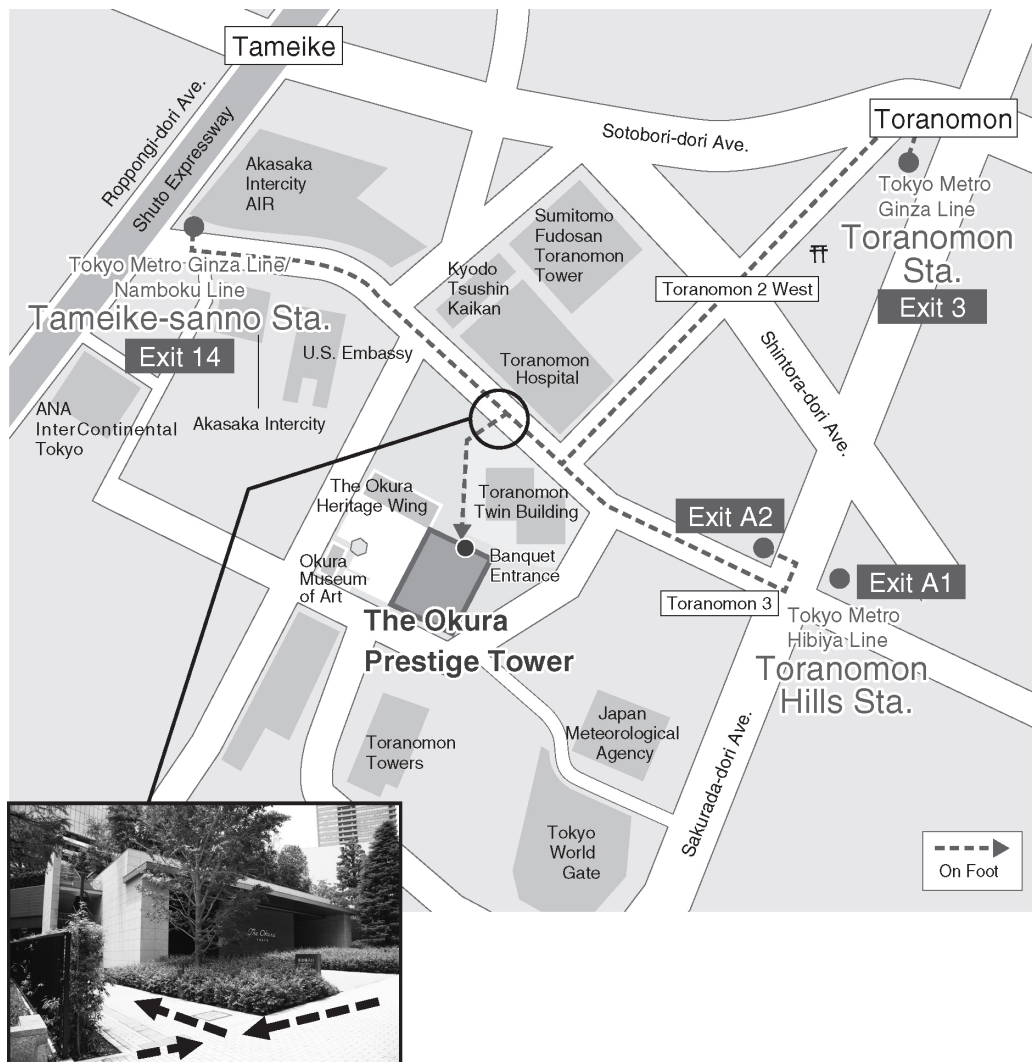 Tameike
Roppongi-dori Ave.
Shuto Expressway
Sotobori-dori Ave.
Toranomon
Akasaka
Intercity
AIR
Tokyo Metro
Ginza Line
Toranomon
Sta.
Exit 3
Sumitomo
Fudosan
Toranomon
Tower
Tokyo Metro Ginza Line/
Namboku Line
Tameike-sanno Sta.
Exit 14
Kyodo
Tsushin
Kaikan
Toranomon 2 West
U.S. Embassy
Toranomon
Hospital
Shintora-dori Ave.
ANA
InterContinental
Tokyo
Akasaka Intercity
The Okura
Heritage Wing
Toranomon
Twin Building
Exit A2
Okura
Museum
of Art
Banquet
Entrance
Exit A1
Toranomon 3
The Okura
Prestige Tower
Tokyo Metro
Hibiya Line
Toranomon
Hills Sta.
Toranomon
Towers
Japan
Meteorological
Agency
Sakurada-dori Ave.
Tokyo
World
Gate
On Foot
The Okura
TOKYO